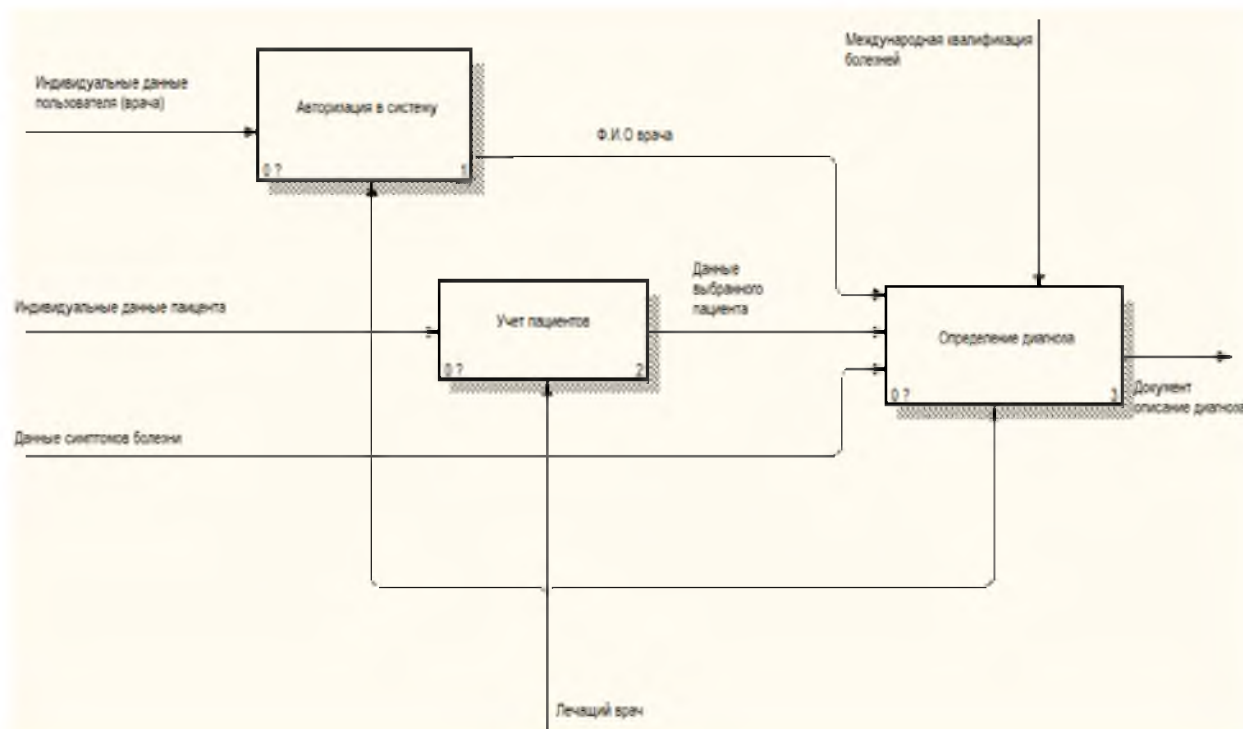 Международная квалификация
болезней
Индивидуальные данные
пользователя (врача)
Авторизация в систему
0 ?
1
Ф.И.О врача
Данные
выбранного
пациента
Индивидуальные данные паицента
Учет пациентов
0 ?
2
Определение диагноза
0 ?
3
Документ
описание диагноза
Данные симптомов болезни
Лечащий врач